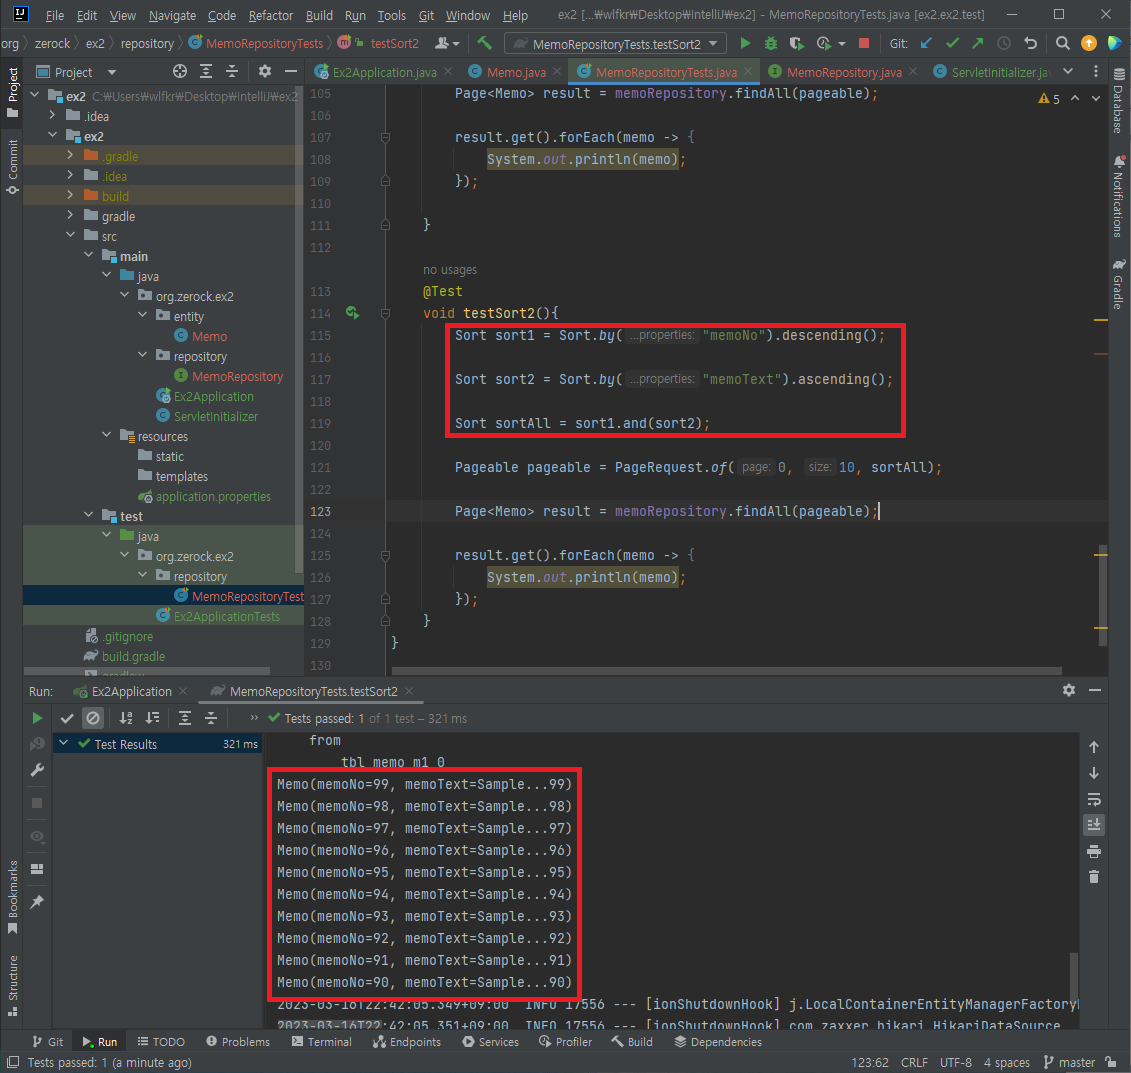 File Edit View Navigate Code Refactor Build Run Tools Git Window Help ex2 [...₩wlfkr₩Desktop₩IntelliJ₩ex2] - MemoRepositoryTests.java [ex2.ex2.test]
org zerock ex2 repository MemoRepositoryTests testSort2 MemoRepositoryTests.testSort2 Git:
Project
Ex2Application.java Memo.java MemoRepositoryTests.java MemoRepository.java ServletInitializer.ja
Project
Commit
Bookmarks
Structure
Database
Notifications
Gradle
ex2 C:₩Users₩wlfkr₩Desktop₩IntelliJ₩ex2
.idea
ex2
.gradle
.idea
build
gradle
src
main
java
org.zerock.ex2
entity
Memo
repository
MemoRepository
Ex2Application
ServletInitializer
resources
static
templates
application.properties
test
java
org.zerock.ex2
repository
MemoRepositoryTest
Ex2ApplicationTests
.gitignore
build.gradle
gradlew
5
105 Page<Memo> result = memoRepository.findAll(pageable);
106
107 result.get().forEach(memo -> {
108 System.out.println(memo);
109 });
110
111 }
112
no usages
113 @Test
114 void testSort2(){
115 Sort sort1 = Sort.by( ...properties: "memoNo").descending();
116
117 Sort sort2 = Sort.by( ...properties: "memoText").ascending();
118
119 Sort sortAll = sort1.and(sort2);
120
121 Pageable pageable = PageRequest.of( page: 0, size: 10, sortAll);
122
123 Page<Memo> result = memoRepository.findAll(pageable);
124
125 result.get().forEach(memo -> {
126 System.out.println(memo);
127 });
128 }
129 }
130
Run: Ex2Application MemoRepositoryTests.testSort2
Tests passed: 1 of 1 test – 321 ms
Test Results 321 ms
from
tbl_memo m1_0
Memo(memoNo=99, memoText=Sample...99)
Memo(memoNo=98, memoText=Sample...98)
Memo(memoNo=97, memoText=Sample...97)
Memo(memoNo=96, memoText=Sample...96)
Memo(memoNo=95, memoText=Sample...95)
Memo(memoNo=94, memoText=Sample...94)
Memo(memoNo=93, memoText=Sample...93)
Memo(memoNo=92, memoText=Sample...92)
Memo(memoNo=91, memoText=Sample...91)
Memo(memoNo=90, memoText=Sample...90)
2023-03-16T22:42:05.349+09:00 INFO 17556 --- [ionShutdownHook] j.LocalContainerEntityManagerFactory
2023-03-16T22:42:05.351+09:00 INFO 17556 --- [ionShutdownHook] com.zaxxer.hikari.HikariDataSource
Git Run TODO Problems Terminal Endpoints Services Profiler Build Dependencies
Tests passed: 1 (a minute ago) 123:62 CRLF UTF-8 4 spaces master